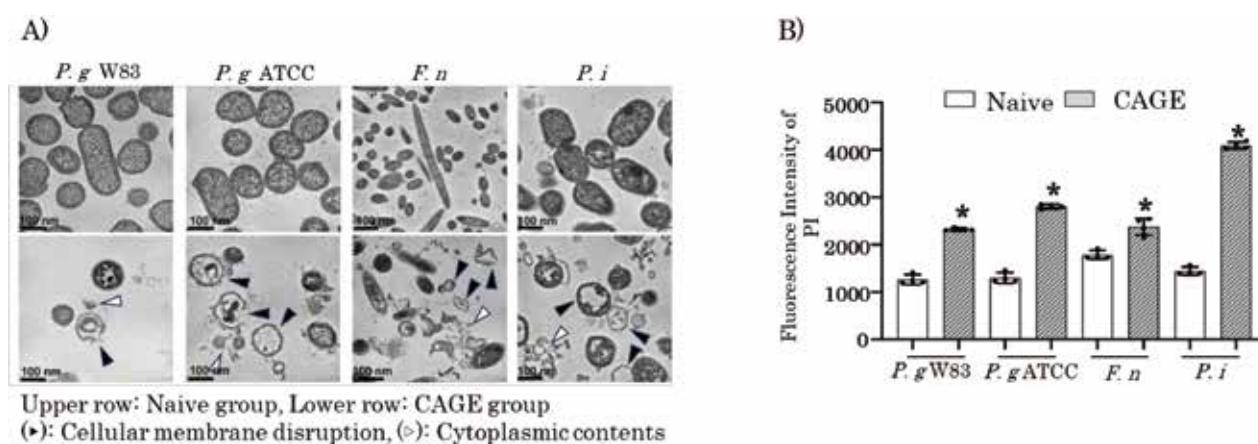 A)
P. g W83 P. g ATCC F. n P. i
100 nm 100 nm 100 nm 100 nm
100 nm 100 nm 100 nm 100 nm
Upper row: Naive group, Lower row: CAGE group
(▸): Cellular membrane disruption, (▹): Cytoplasmic contents
B)
Naive CAGE
Fluorescence Intensity of
PI
5000
4000
3000
2000
1000
0
* * * *
P. g W83 P. g ATCC F. n P. i